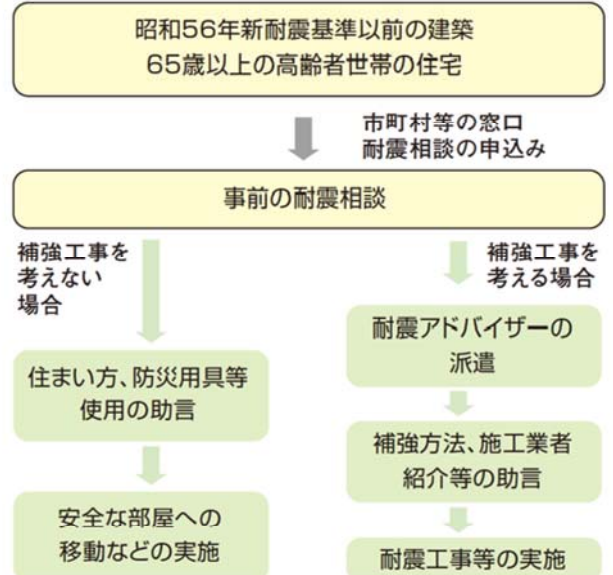 昭和56年新耐震基準以前の建築
65歳以上の高齢者世帯の住宅
市町村等の窓口
耐震相談の申込み
事前の耐震相談
補強工事を
考えない
場合
補強工事を
考える場合
住まい方、防災用具等
使用の助言
安全な部屋への
移動などの実施
耐震アドバイザーの
派遣
補強方法、施工業者
紹介等の助言
耐震工事等の実施